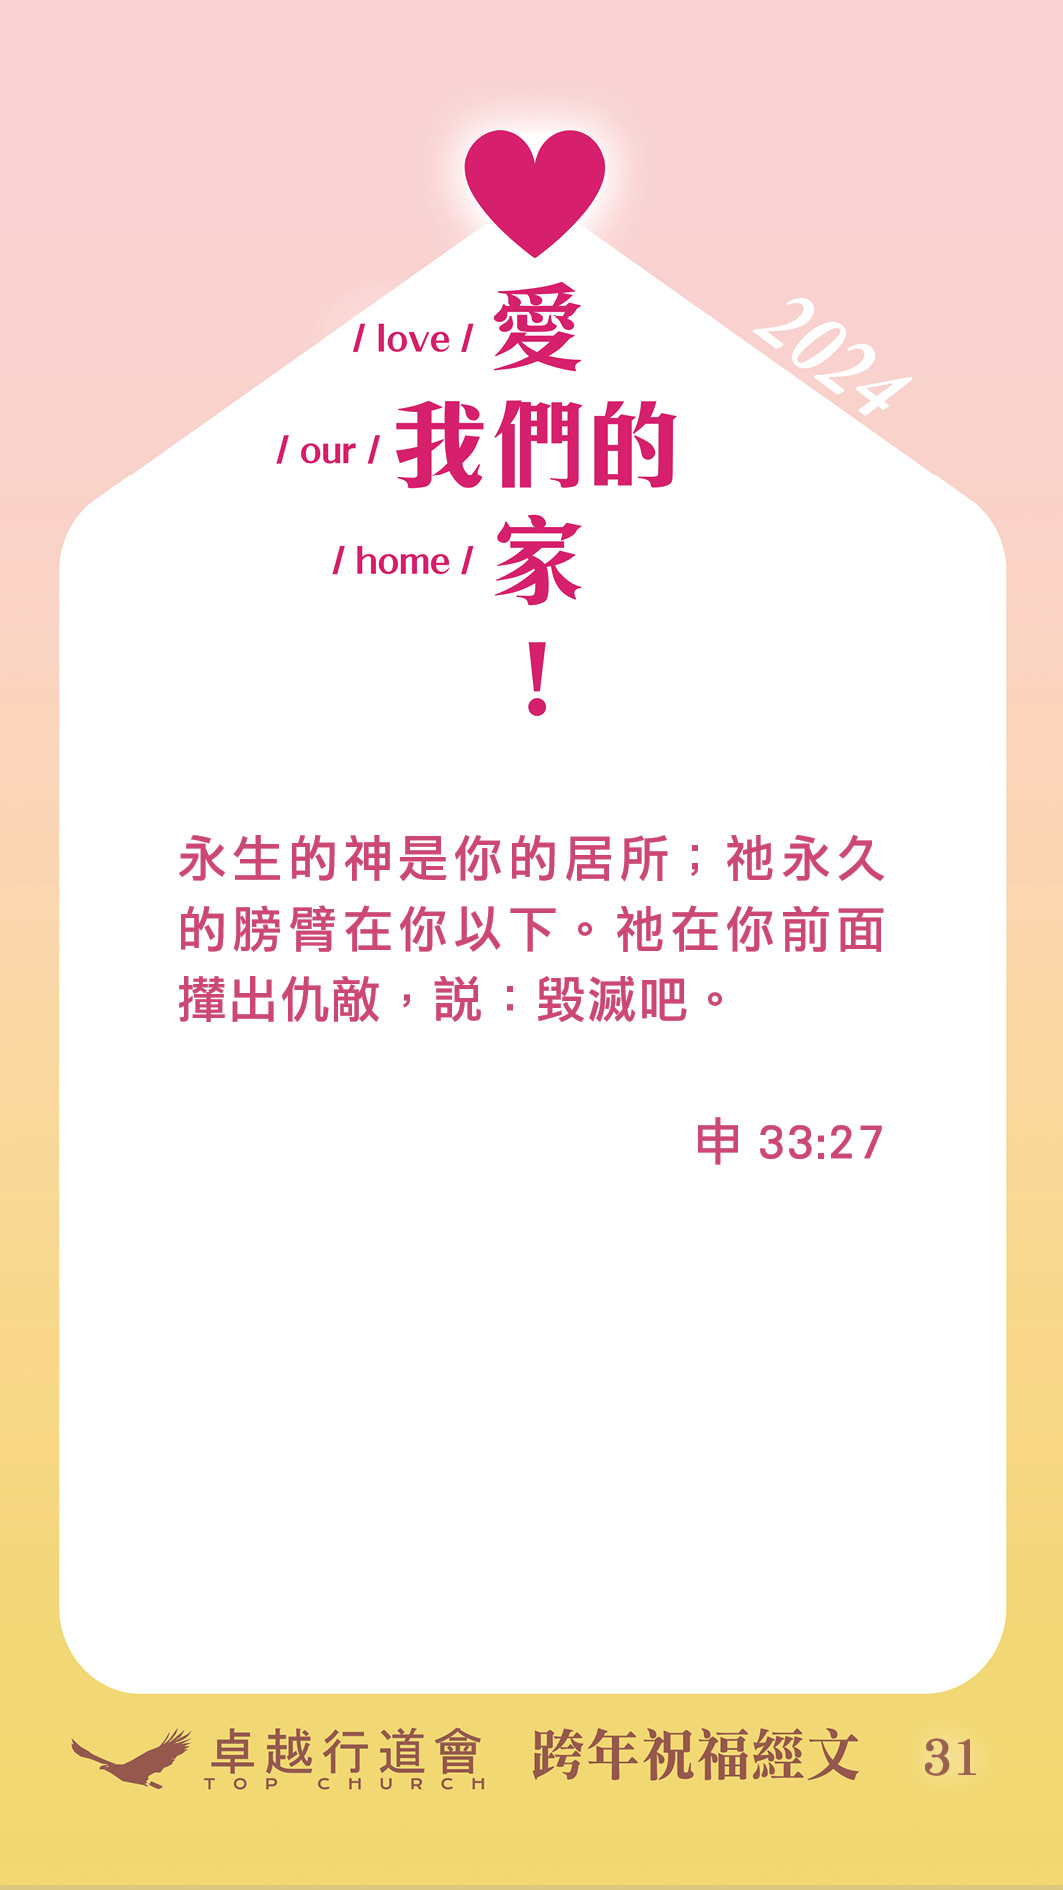 2024
/ love / 愛
/ our / 我們的
/ home / 家
！
永生的神是你的居所；祂永久
的膀臂在你以下。祂在你前面
攆出仇敵，說：毀滅吧。
申 33:27
卓越行道會 跨年祝福經文 31
TOP CHURCH